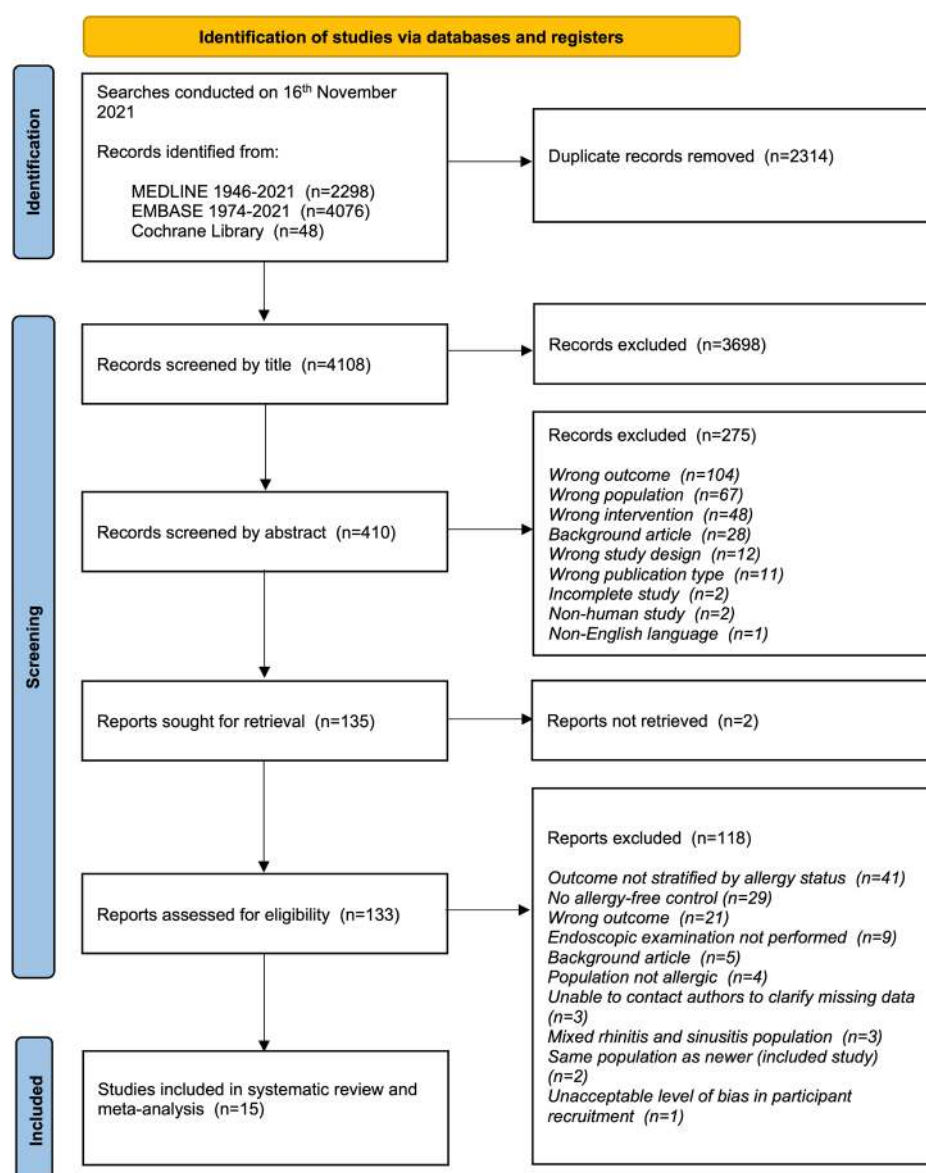 Identification of studies via databases and registers
Identification
Searches conducted on 16th November
2021
Records identified from:
MEDLINE 1946-2021 (n=2298)
EMBASE 1974-2021 (n=4076)
Cochrane Library (n=48)
Duplicate records removed (n=2314)
Screening
Records screened by title (n=4108)
Records excluded (n=3698)
Records screened by abstract (n=410)
Records excluded (n=275)
Wrong outcome (n=104)
Wrong population (n=67)
Wrong intervention (n=48)
Background article (n=28)
Wrong study design (n=12)
Wrong publication type (n=11)
Incomplete study (n=2)
Non-human study (n=2)
Non-English language (n=1)
Reports sought for retrieval (n=135)
Reports not retrieved (n=2)
Reports assessed for eligibility (n=133)
Reports excluded (n=118)
Outcome not stratified by allergy status (n=41)
No allergy-free control (n=29)
Wrong outcome (n=21)
Endoscopic examination not performed (n=9)
Background article (n=5)
Population not allergic (n=4)
Unable to contact authors to clarify missing data
(n=3)
Mixed rhinitis and sinusitis population (n=3)
Same population as newer (included study)
(n=2)
Unacceptable level of bias in participant
recruitment (n=1)
Included
Studies included in systematic review and
meta-analysis (n=15)